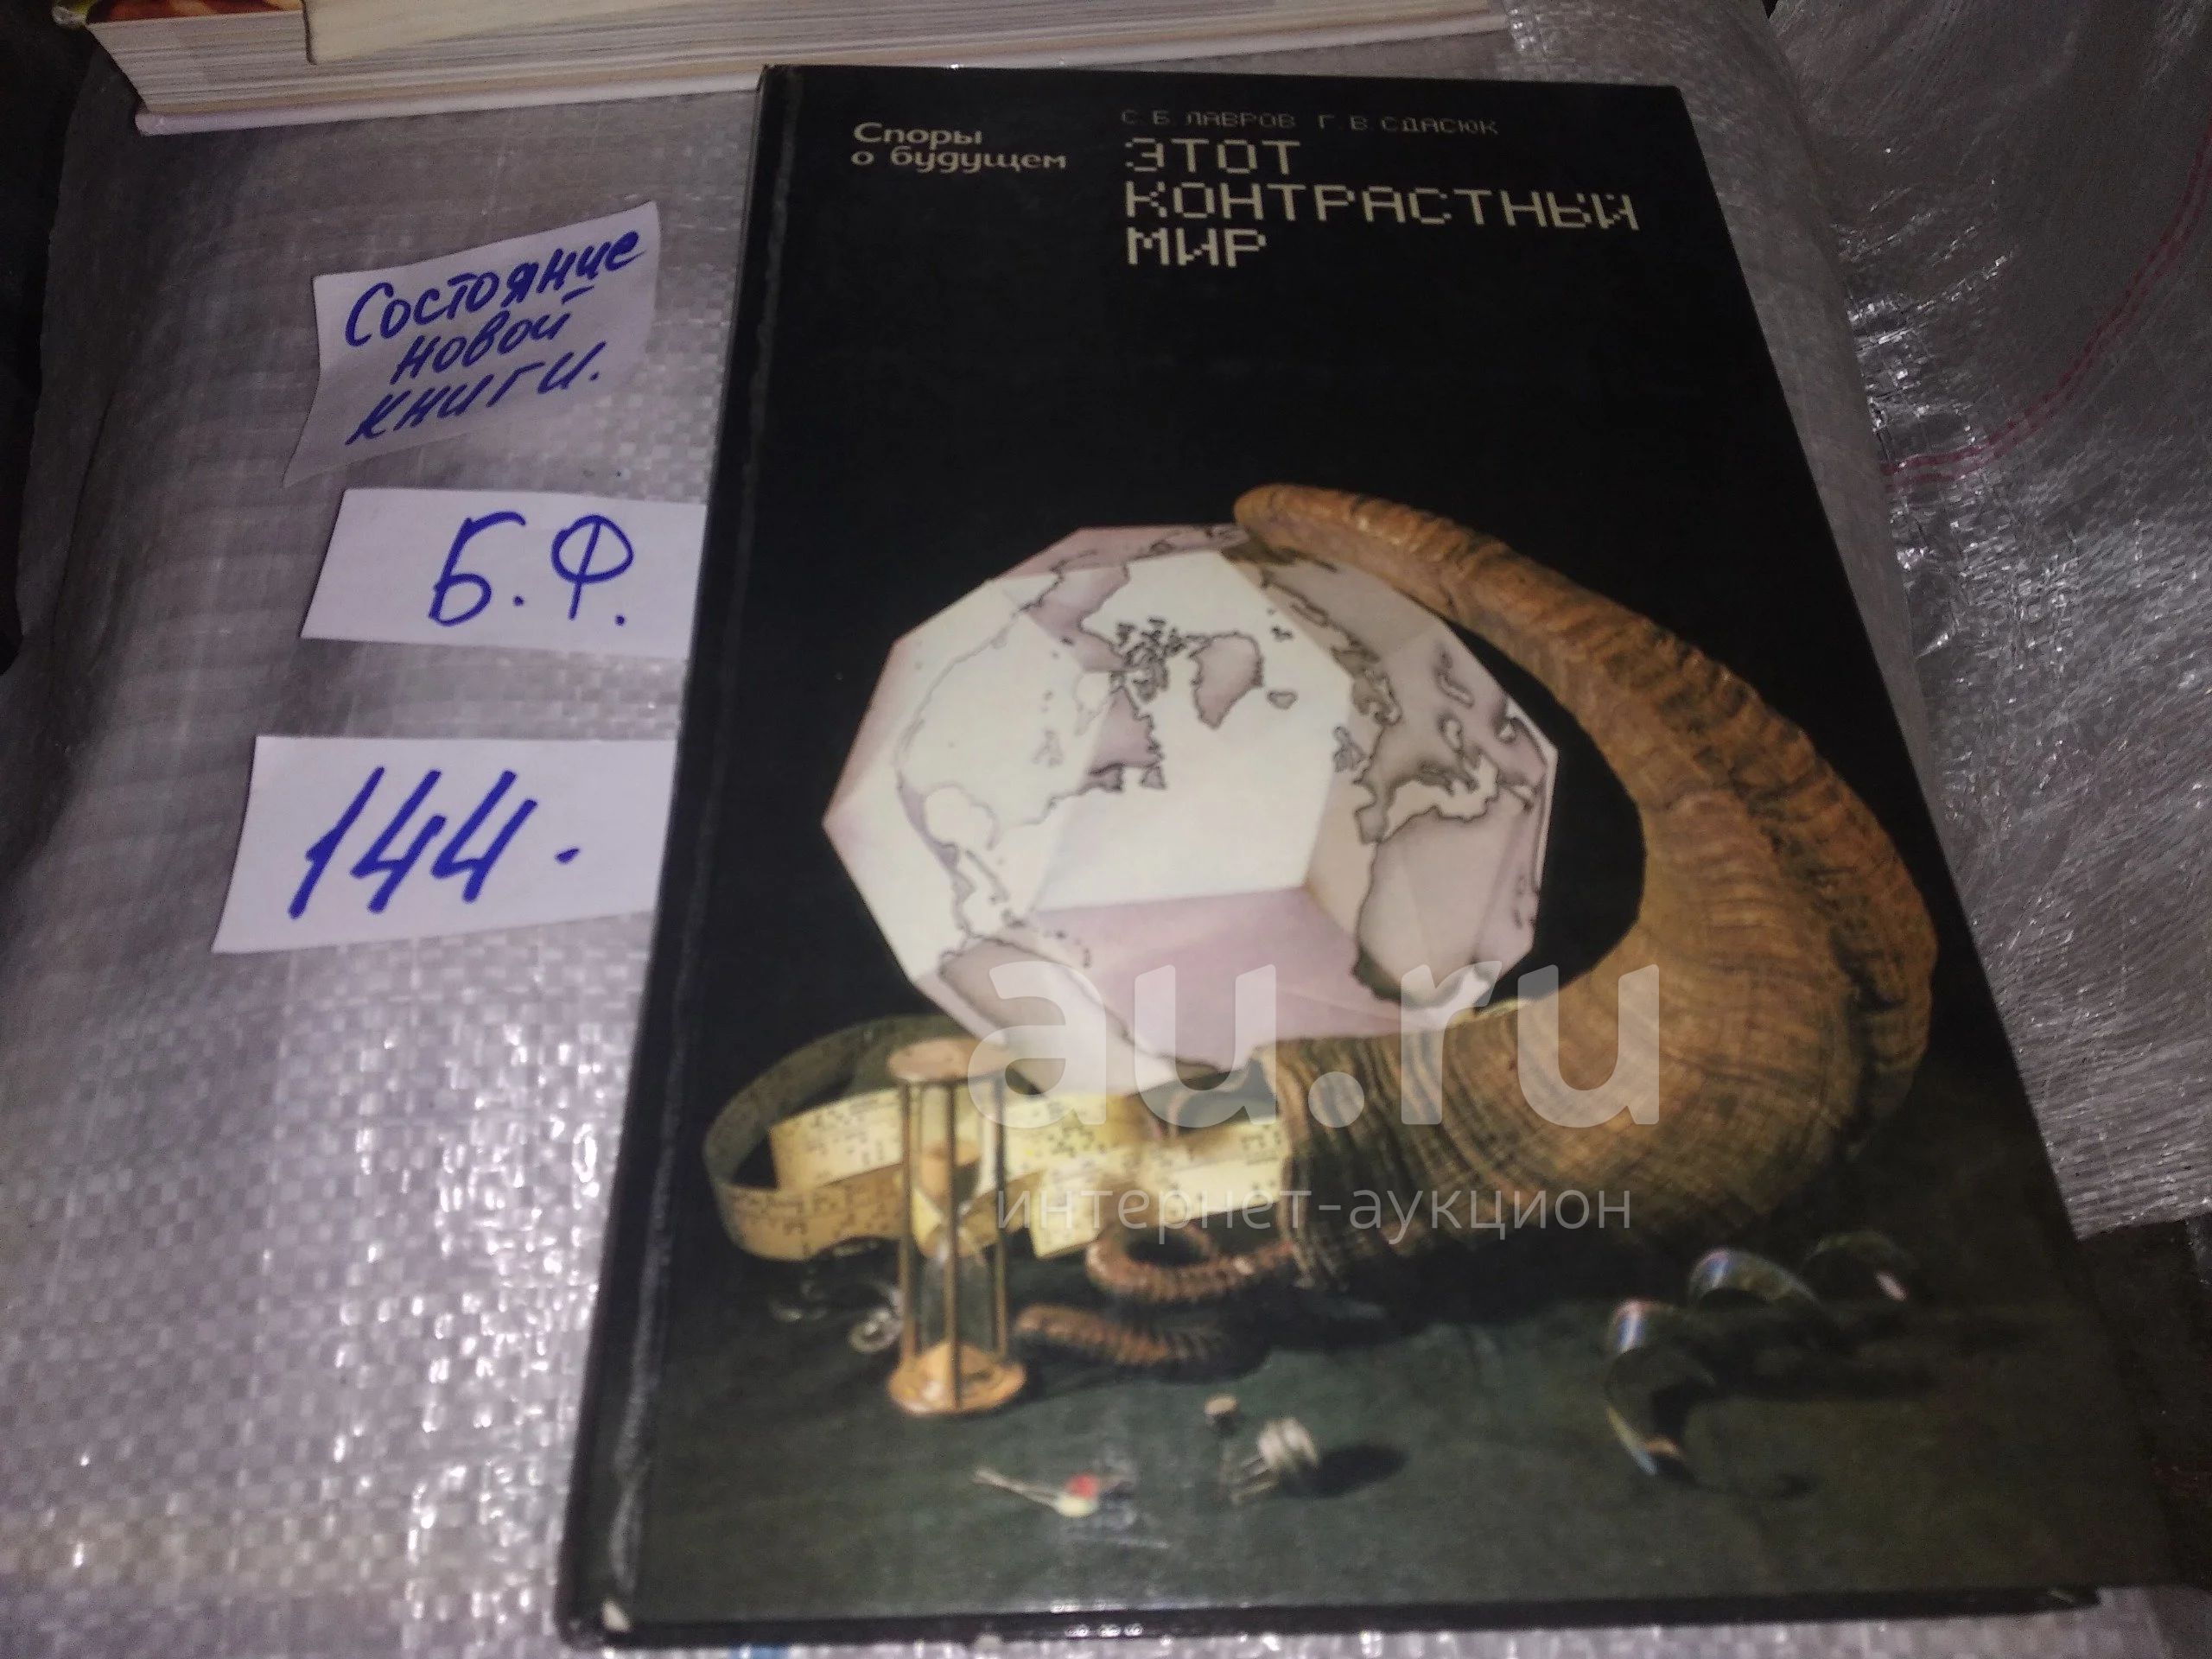 С. Б. ЛАВРОВ Г. В. СДАСЮК
Споры
о будущем
ЭТОТ
КОНТРАСТНЫЙ
МИР
Состояние
новой
книги.
Б.Ф.
144.
au.ru
интернет-аукцион